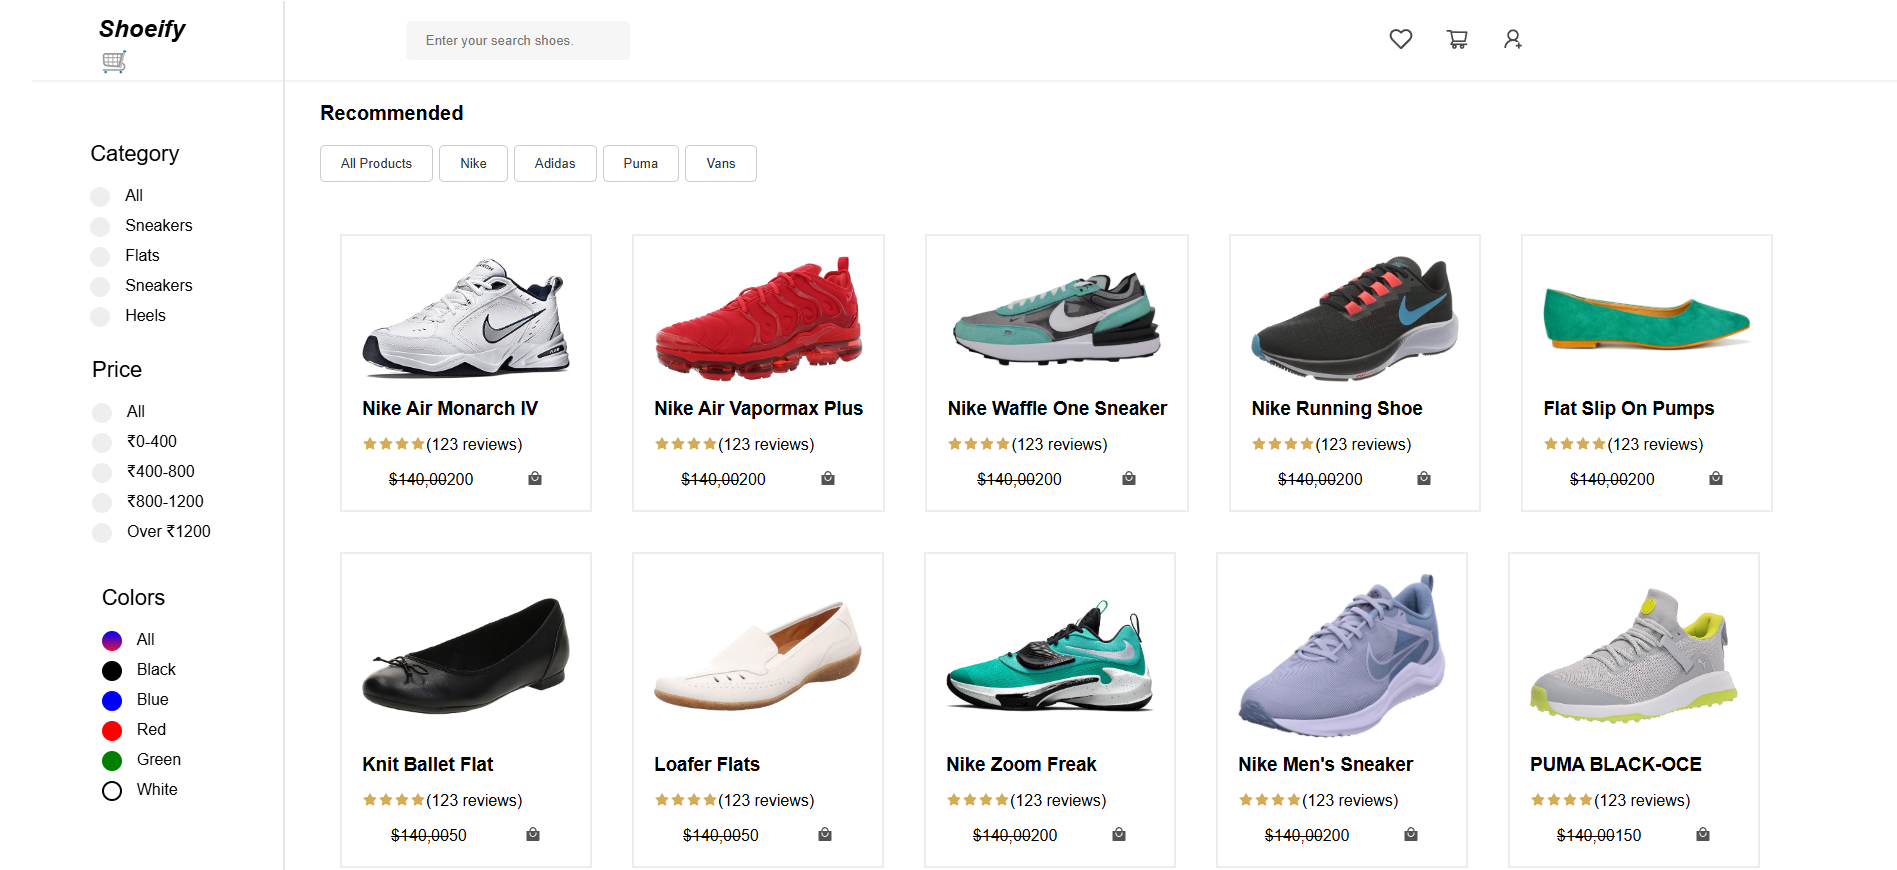 Shoeify
Enter your search shoes.
Category
All
Sneakers
Flats
Sneakers
Heels
Price
All
₹0-400
₹400-800
₹800-1200
Over ₹1200
Colors
All
Black
Blue
Red
Green
White
Recommended
All Products Nike Adidas Puma Vans
Nike Air Monarch IV
(123 reviews)
$140,00200
Nike Air Vapormax Plus
(123 reviews)
$140,00200
Nike Waffle One Sneaker
(123 reviews)
$140,00200
Nike Running Shoe
(123 reviews)
$140,00200
Flat Slip On Pumps
(123 reviews)
$140,00200
Knit Ballet Flat
(123 reviews)
$140,0050
Loafer Flats
(123 reviews)
$140,0050
Nike Zoom Freak
(123 reviews)
$140,00200
Nike Men's Sneaker
(123 reviews)
$140,00200
PUMA BLACK-OCE
(123 reviews)
$140,00150